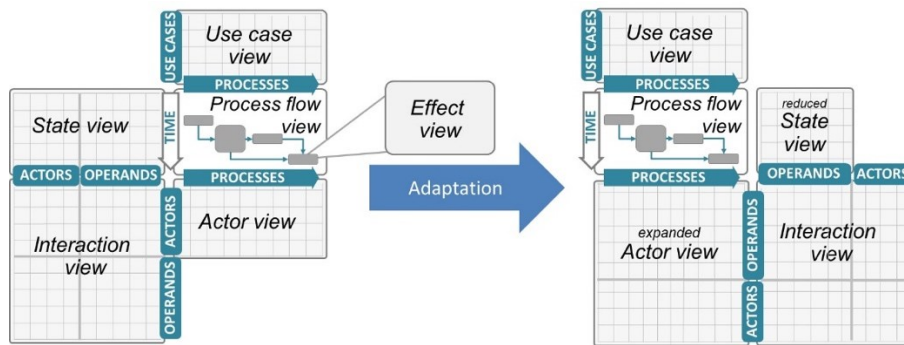 USE CASES
Use case
view
PROCESSES
State view
TIME
Process flow
view
ACTORS
OPERANDS
PROCESSES
Interaction
view
ACTORS
OPERANDS
Actor view
Effect
view
Adaptation
USE CASES
Use case
view
PROCESSES
TIME
Process flow
view
reduced
State
view
PROCESSES
OPERANDS
ACTORS
expanded
Actor view
OPERANDS
ACTORS
Interaction
view